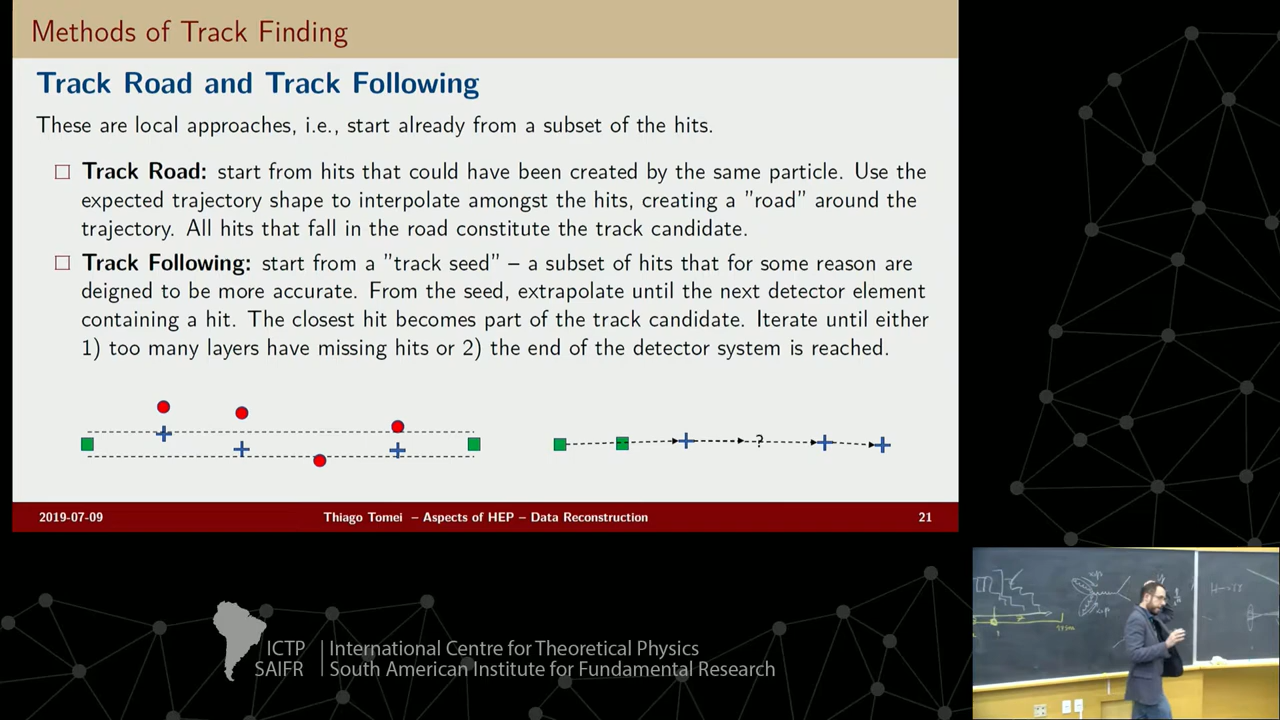 Methods of Track Finding
Track Road and Track Following
These are local approaches, i.e., start already from a subset of the hits.
Track Road: start from hits that could have been created by the same particle. Use the
expected trajectory shape to interpolate amongst the hits, creating a "road" around the
trajectory. All hits that fall in the road constitute the track candidate.
Track Following: start from a "track seed" – a subset of hits that for some reason are
deigned to be more accurate. From the seed, extrapolate until the next detector element
containing a hit. The closest hit becomes part of the track candidate. Iterate until either
1) too many layers have missing hits or 2) the end of the detector system is reached.
?
2019-07-09 Thiago Tomei – Aspects of HEP – Data Reconstruction 21
ICTP International Centre for Theoretical Physics
SAIFR South American Institute for Fundamental Research